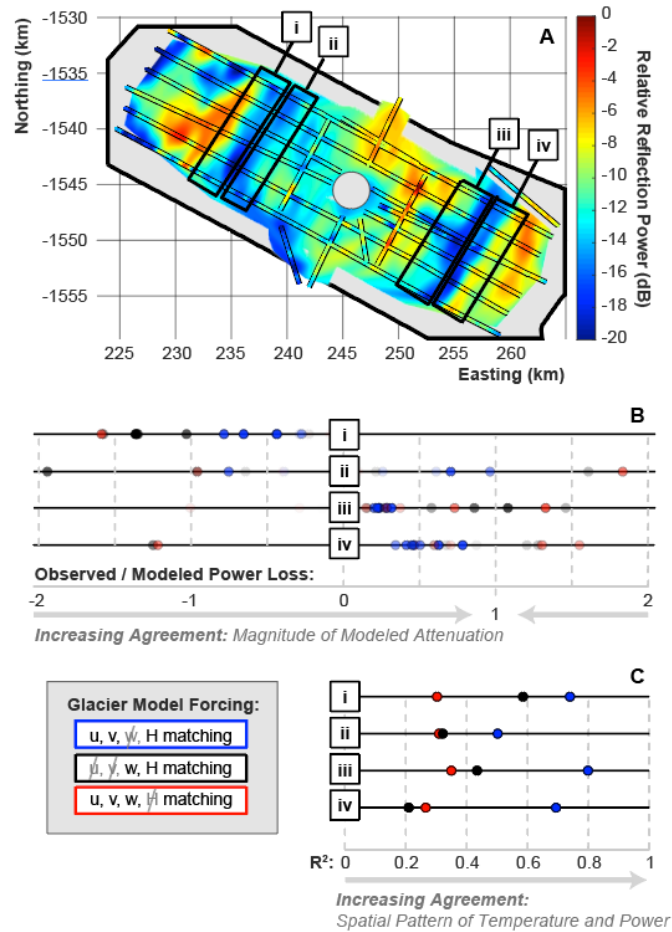 A
Northing (km)
-1530
-1535
-1540
-1545
-1550
-1555
i
ii
iii
iv
225 230 235 240 245 250 255 260
Easting (km)
-0
-2
-4
-6
-8
-10
-12
-14
-16
-18
-20
Relative Reflection Power (dB)
B
i
ii
iii
iv
Observed / Modeled Power Loss:
-2 -1 0 1 2
Increasing Agreement: Magnitude of Modeled Attenuation
Glacier Model Forcing:
u, v, w, H matching
u, v, w, H matching
u, v, w, H matching
C
i
ii
iii
iv
R²: 0 0.2 0.4 0.6 0.8 1
Increasing Agreement:
Spatial Pattern of Temperature and Power